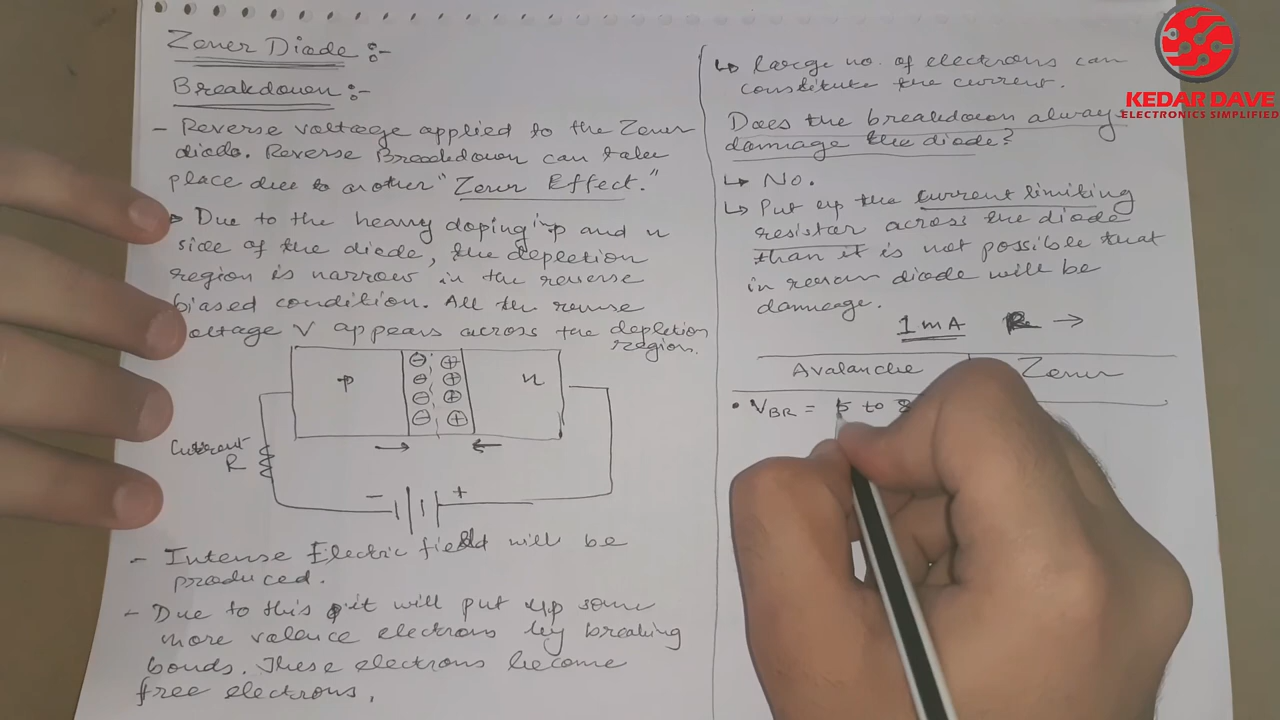 Zener Diode :-
Breakdown :-
- Reverse voltage applied to the Zener
diode. Reverse Breakdown can take
place due to another "Zener Effect."
Due to the heavy doping in p and n
side of the diode, the depletion
region is narrow in the reverse
biased condition. All the reverse
voltage V appears across the depletion
region.
p
n
Current
R
- +
- Intense Electric field will be
produced.
- Due to this it will put up some
more valence electrons by breaking
bonds. These electrons become
free electrons.
↳ Large no. of electrons can
constitute the current.
Does the breakdown always
damage the diode?
↳ No.
↳ Put up the current limiting
resister across the diode
than it is not possible that
in diode will be
damage.
1mA R →
Avalanche Zener
• VBR = 5 to 8
KEDAR DAVE
ELECTRONICS SIMPLIFIED